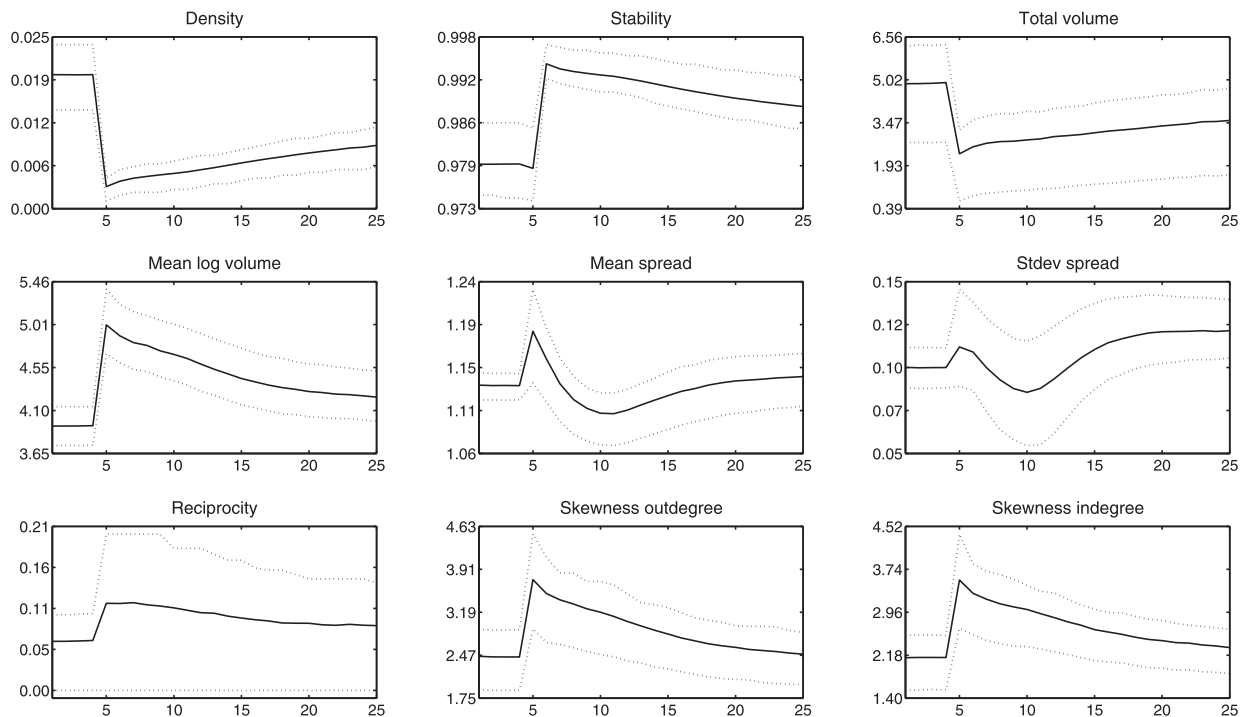 Density
0.025
0.019
0.012
0.006
0.000
5 10 15 20 25
Stability
0.998
0.992
0.986
0.979
0.973
5 10 15 20 25
Total volume
6.56
5.02
3.47
1.93
0.39
5 10 15 20 25
Mean log volume
5.46
5.01
4.55
4.10
3.65
5 10 15 20 25
Mean spread
1.24
1.19
1.15
1.11
1.06
5 10 15 20 25
Stdev spread
0.15
0.12
0.10
0.07
0.05
5 10 15 20 25
Reciprocity
0.21
0.16
0.11
0.05
0.00
5 10 15 20 25
Skewness outdegree
4.63
3.91
3.19
2.47
1.75
5 10 15 20 25
Skewness indegree
4.52
3.74
2.96
2.18
1.40
5 10 15 20 25